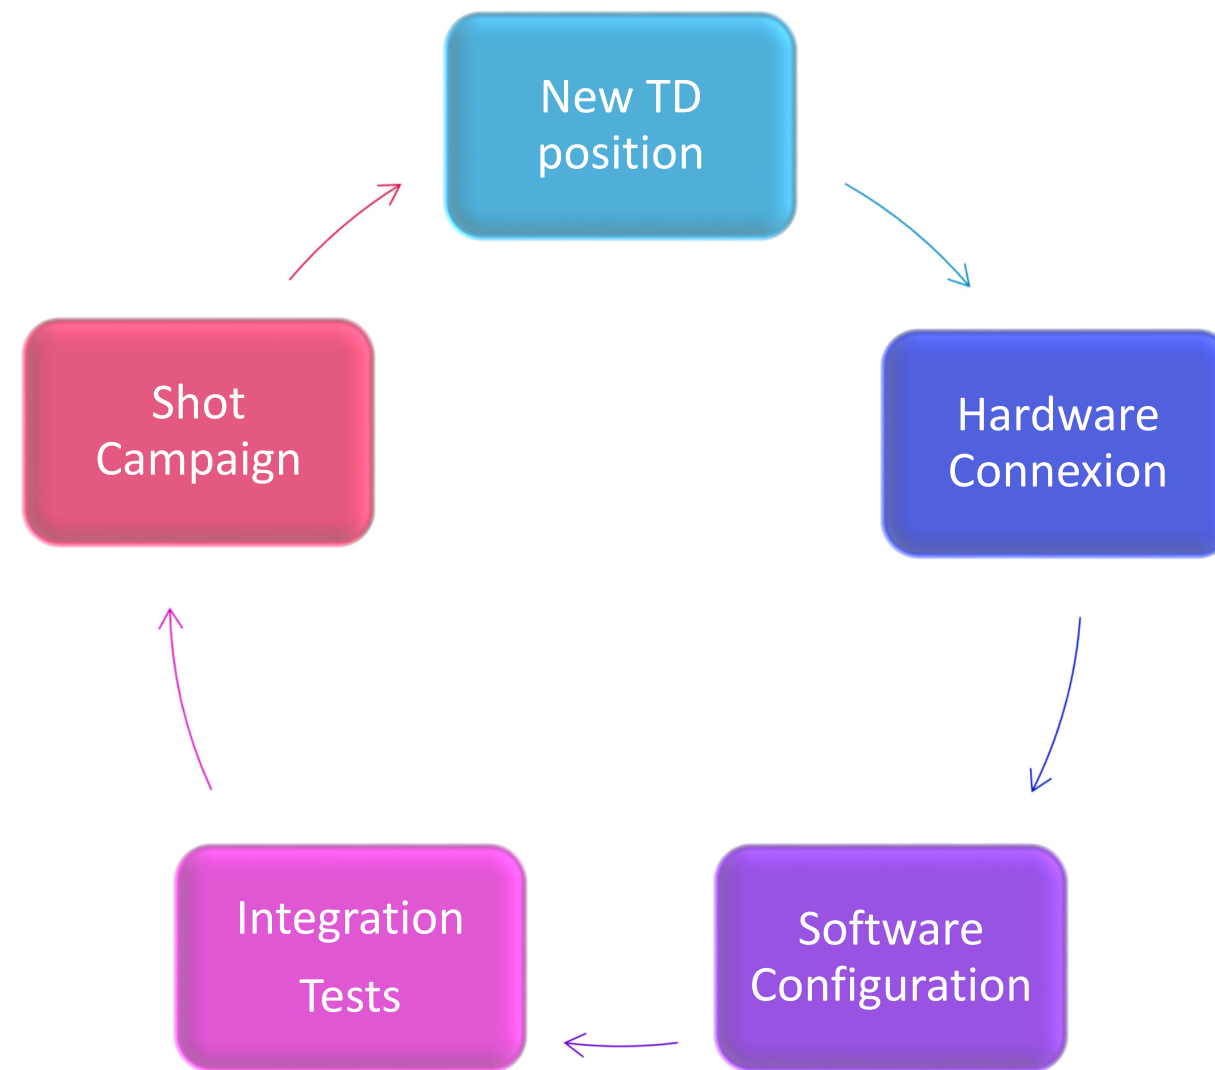 New TD
position
Hardware
Connexion
Software
Configuration
Integration
Tests
Shot
Campaign